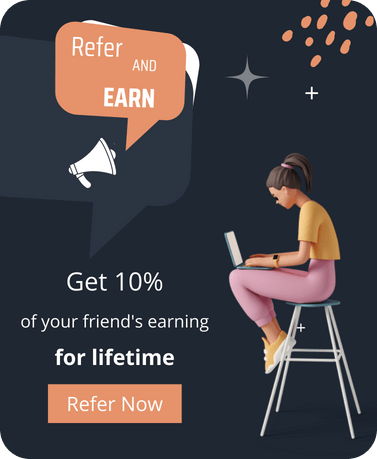 Refer
AND
EARN
Get 10%
of your friend's earning
for lifetime
Refer Now